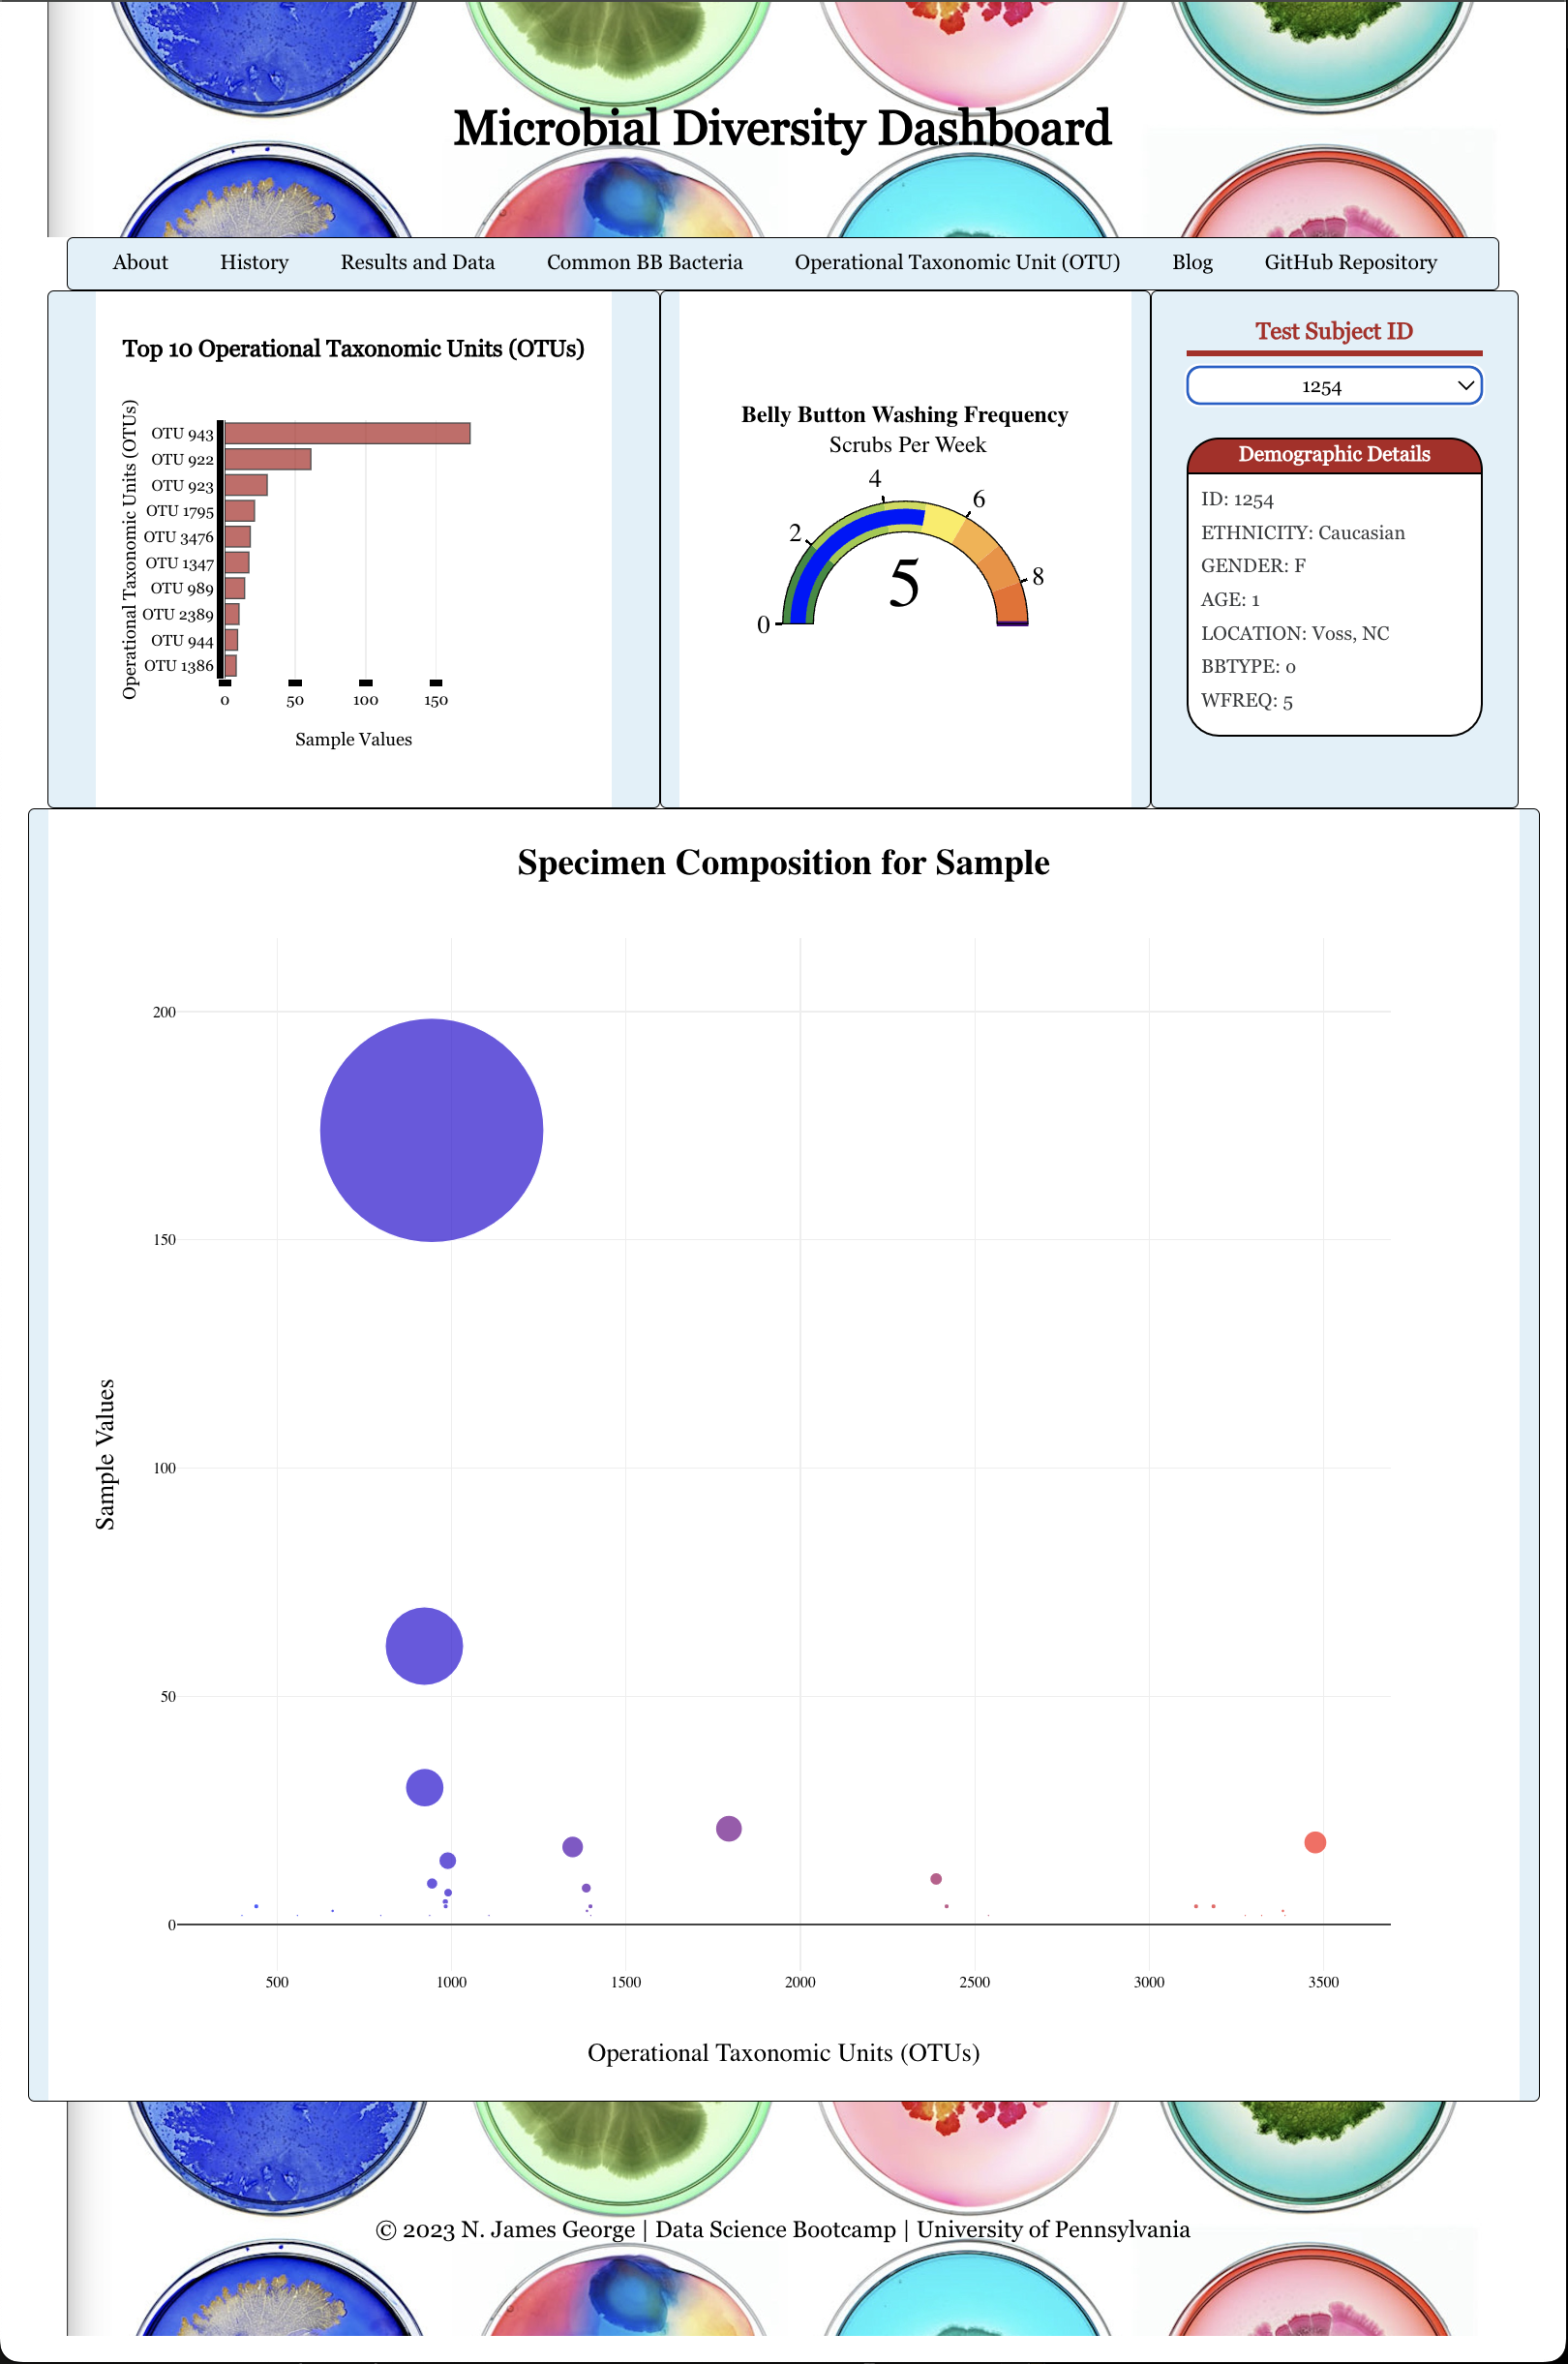 Microbial Diversity Dashboard
About History Results and Data Common BB Bacteria Operational Taxonomic Unit (OTU) Blog GitHub Repository
Top 10 Operational Taxonomic Units (OTUs)
Operational Taxonomic Units (OTUs)
OTU 943
OTU 922
OTU 923
OTU 1795
OTU 3476
OTU 1347
OTU 989
OTU 2389
OTU 944
OTU 1386
0 50 100 150
Sample Values
Belly Button Washing Frequency
Scrubs Per Week
0 2 4 6 8
5
Test Subject ID
1254
Demographic Details
ID: 1254
ETHNICITY: Caucasian
GENDER: F
AGE: 1
LOCATION: Voss, NC
BBTYPE: 0
WFREQ: 5
Specimen Composition for Sample
Sample Values
200
150
100
50
0
500 1000 1500 2000 2500 3000 3500
Operational Taxonomic Units (OTUs)
© 2023 N. James George | Data Science Bootcamp | University of Pennsylvania